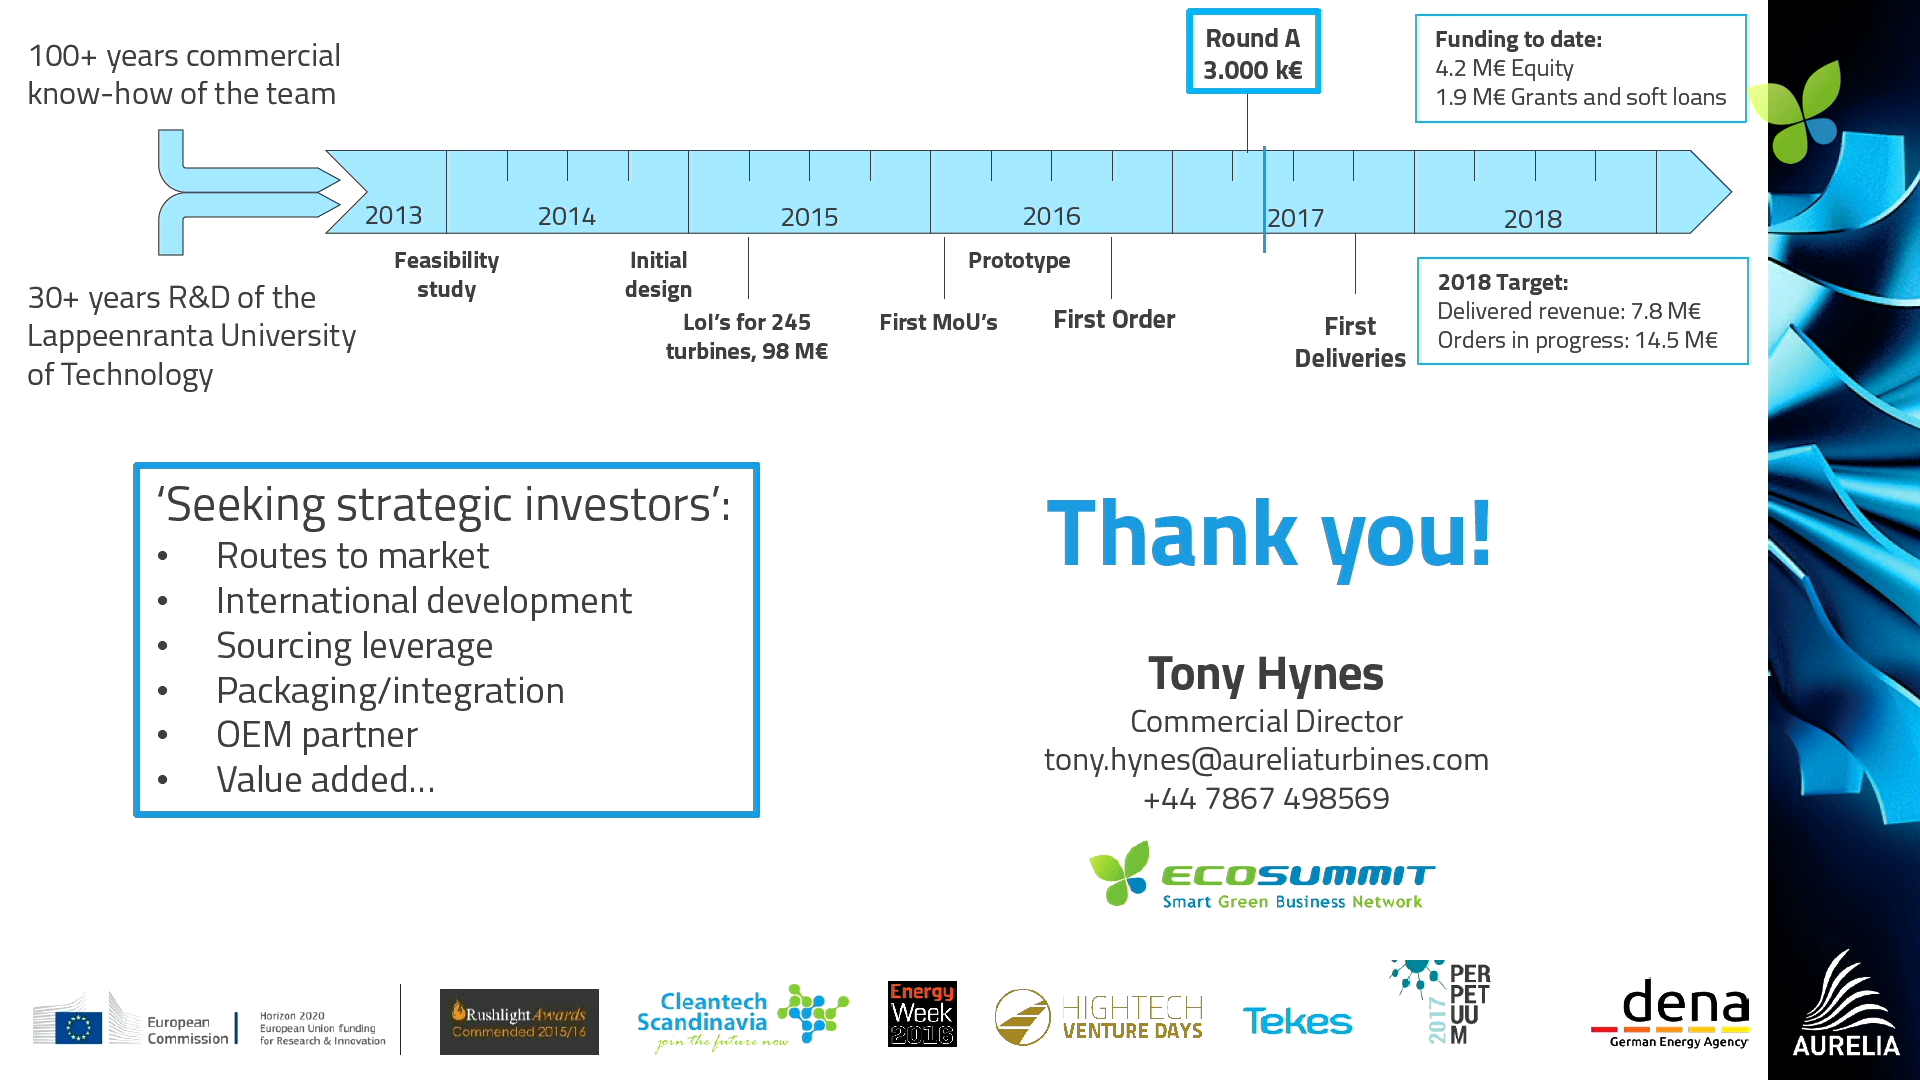 100+ years commercial
know-how of the team
Round A
3.000 k€
Funding to date:
4.2 M€ Equity
1.9 M€ Grants and soft loans
2013
2014
2015
2016
2017
2018
30+ years R&D of the
Lappeenranta University
of Technology
Feasibility
study
Initial
design
LoI's for 245
turbines, 98 M€
First MoU's
Prototype
First Order
First
Deliveries
2018 Target:
Delivered revenue: 7.8 M€
Orders in progress: 14.5 M€
‘Seeking strategic investors’:
• Routes to market
• International development
• Sourcing leverage
• Packaging/integration
• OEM partner
• Value added...
Thank you!
Tony Hynes
Commercial Director
tony.hynes@aureliaturbines.com
+44 7867 498569
ECOSUMMIT
Smart Green Business Network
European
Commission
Horizon 2020
European Union funding
for Research & Innovation
Rushlight Awards
Commended 2015/16
Cleantech
Scandinavia
join the future now
Energy
Week
2016
HIGHTECH
VENTURE DAYS
Tekes
2017
PER
PET
UU
M
dena
German Energy Agency
AURELIA